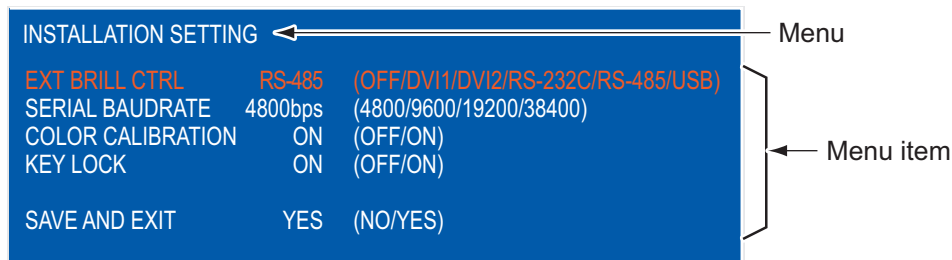 INSTALLATION SETTING
Menu
EXT BRILL CTRL RS-485 (OFF/DVI1/DVI2/RS-232C/RS-485/USB)
SERIAL BAUDRATE 4800bps (4800/9600/19200/38400)
COLOR CALIBRATION ON (OFF/ON)
KEY LOCK ON (OFF/ON)
Menu item
SAVE AND EXIT YES (NO/YES)